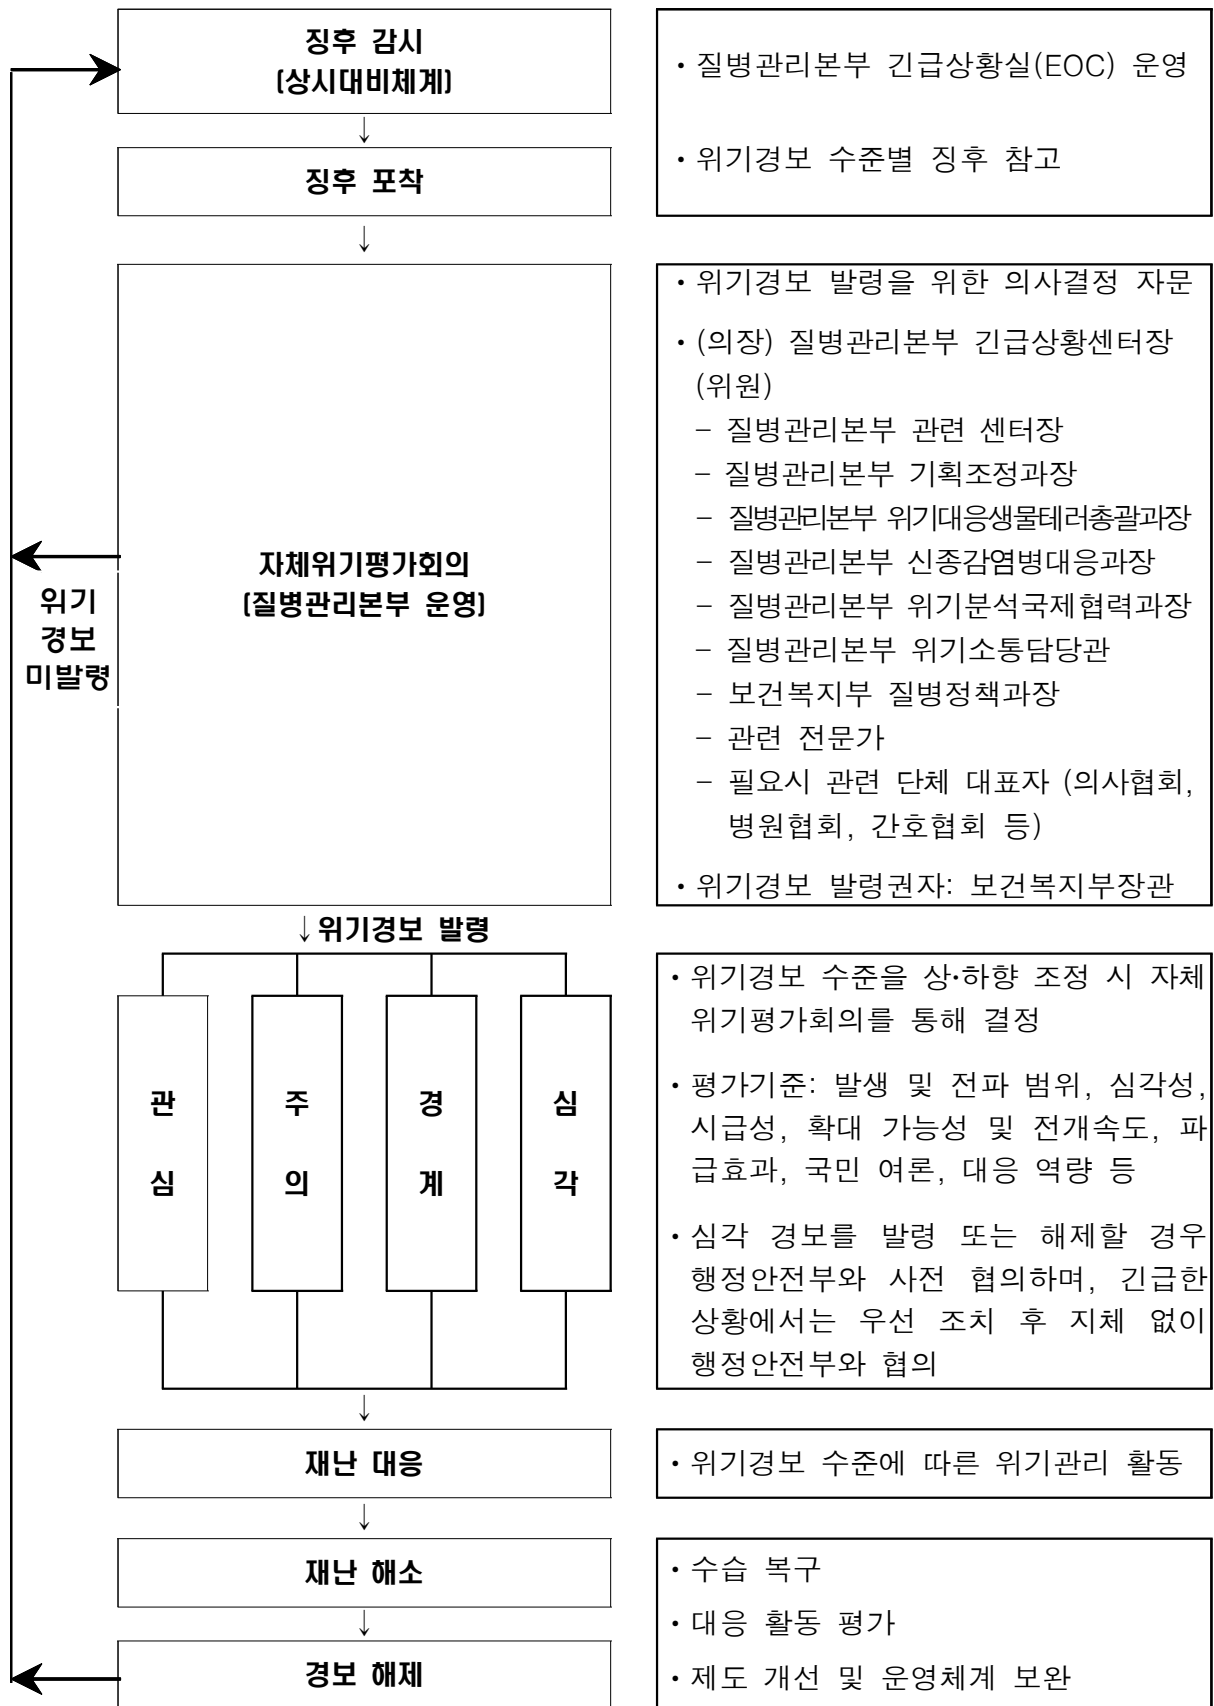 징후 감시
(상시대비체계)
• 질병관리본부 긴급상황실(EOC) 운영
• 위기경보 수준별 징후 참고
↓
징후 포착
↓
자체위기평가회의
(질병관리본부 운영)
위기
경보
미발령
• 위기경보 발령을 위한 의사결정 자문
• (의장) 질병관리본부 긴급상황센터장
(위원)
− 질병관리본부 관련 센터장
− 질병관리본부 기획조정과장
− 질병관리본부 위기대응생물테러총괄과장
− 질병관리본부 신종감염병대응과장
− 질병관리본부 위기분석국제협력과장
− 질병관리본부 위기소통담당관
− 보건복지부 질병정책과장
− 관련 전문가
− 필요시 관련 단체 대표자 (의사협회,
병원협회, 간호협회 등)
• 위기경보 발령권자: 보건복지부장관
↓위기경보 발령
관심
주의
경계
심각
• 위기경보 수준을 상·하향 조정 시 자체
위기평가회의를 통해 결정
• 평가기준: 발생 및 전파 범위, 심각성,
시급성, 확대 가능성 및 전개속도, 파
급효과, 국민 여론, 대응 역량 등
• 심각 경보를 발령 또는 해제할 경우
행정안전부와 사전 협의하며, 긴급한
상황에서는 우선 조치 후 지체 없이
행정안전부와 협의
↓
재난 대응
• 위기경보 수준에 따른 위기관리 활동
↓
재난 해소
↓
경보 해제
• 수습 복구
• 대응 활동 평가
• 제도 개선 및 운영체계 보완